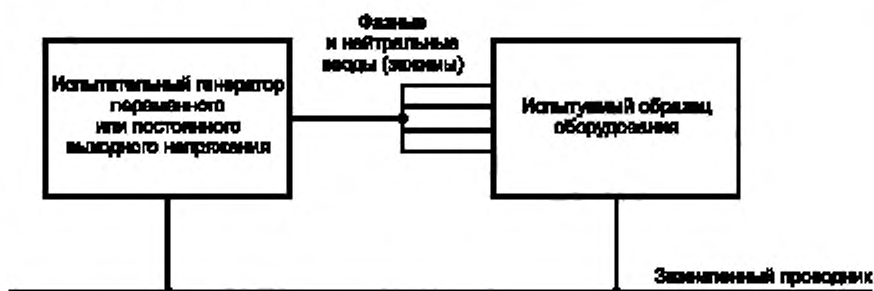 Фазные
и нейтральные
вводы (зажимы)
Испытательный генератор
переменного
или постоянного
выходного напряжения
Испытуемый образец
оборудования
Заземленный проводник